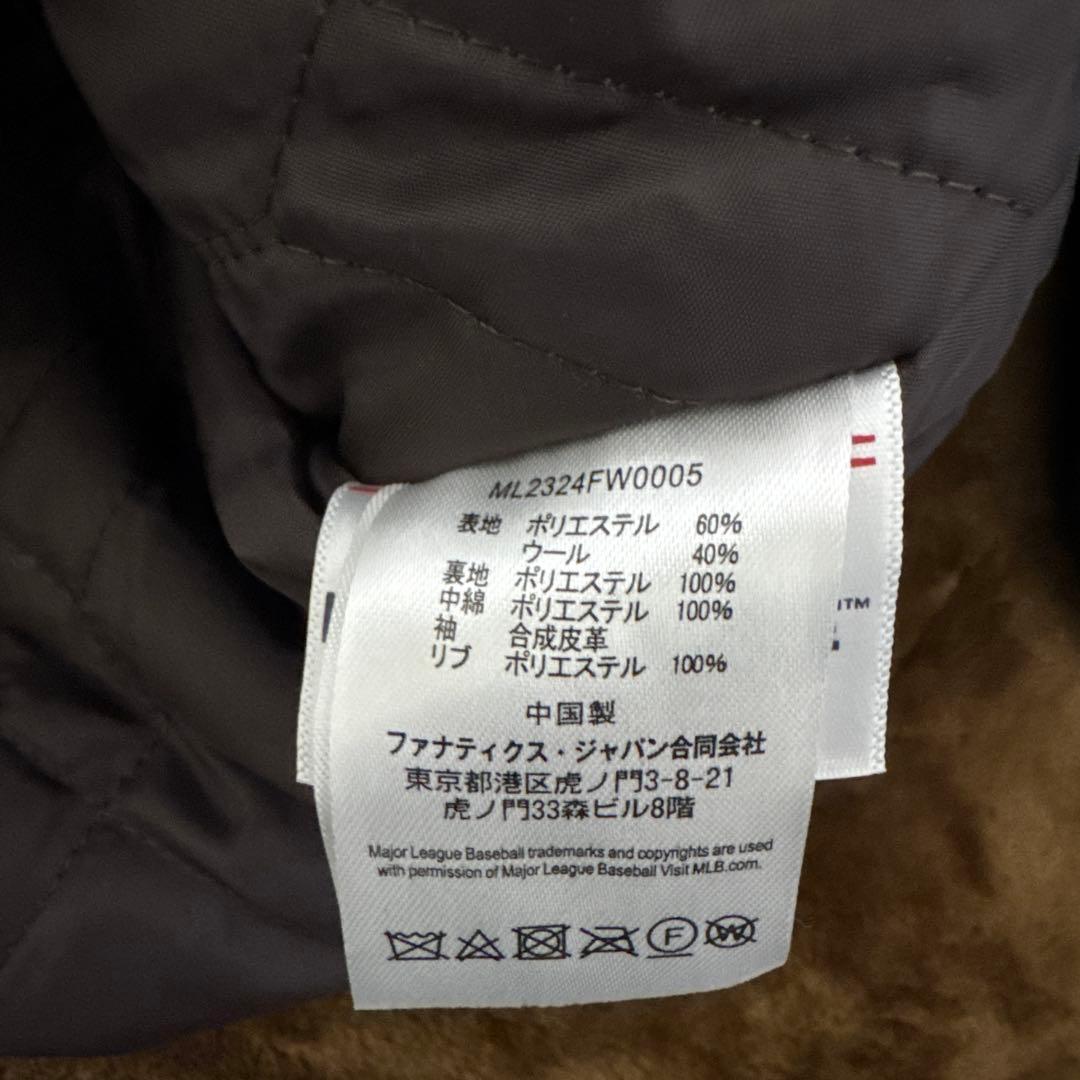 ML2324FW0005
表地 ポリエステル 60%
ウール 40%
裏地 ポリエステル 100%
中綿 ポリエステル 100%
袖 合成皮革
リブ ポリエステル 100%
中国製
ファナティクス・ジャパン合同会社
東京都港区虎ノ門3-8-21
虎ノ門33森ビル8階
Major League Baseball trademarks and copyrights are used
with permission of Major League Baseball Visit MLB.com.
F
W
TM